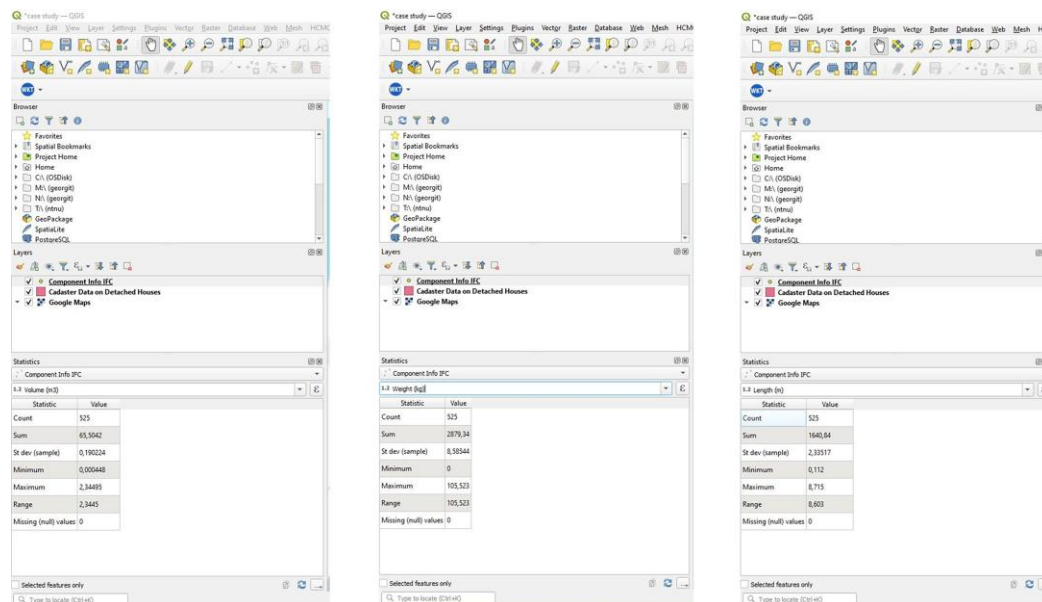 *case study — QGIS
Project Edit View Layer Settings Plugins Vector Raster Database Web Mesh HCMG
WKT
Browser
Favorites
Spatial Bookmarks
Project Home
Home
C:\ (OSDisk)
M:\ (georgit)
N:\ (georgit)
T:\ (ntnu)
GeoPackage
SpatiaLite
PostgreSQL
Layers
Component Info IFC
Cadaster Data on Detached Houses
Google Maps
Statistics
Component Info IFC
1.2 Volume (m3)
Statistic Value
Count 525
Sum 65,5042
St dev (sample) 0,190224
Minimum 0,000448
Maximum 2,34495
Range 2,3445
Missing (null) values 0
Selected features only
Type to locate (Ctrl+K)
*case study — QGIS
Project Edit View Layer Settings Plugins Vector Raster Database Web Mesh HCM
WKT
Browser
Favorites
Spatial Bookmarks
Project Home
Home
C:\ (OSDisk)
M:\ (georgit)
N:\ (georgit)
T:\ (ntnu)
GeoPackage
SpatiaLite
PostgreSQL
Layers
Component Info IFC
Cadaster Data on Detached Houses
Google Maps
Statistics
Component Info IFC
1.2 Weight (kg)
Statistic Value
Count 525
Sum 2879,34
St dev (sample) 8,58544
Minimum 0
Maximum 105,523
Range 105,523
Missing (null) values 0
Selected features only
Type to locate (Ctrl+K)
*case study — QGIS
Project Edit View Layer Settings Plugins Vector Raster Database Web Mesh H
WKT
Browser
Favorites
Spatial Bookmarks
Project Home
Home
C:\ (OSDisk)
M:\ (georgit)
N:\ (georgit)
T:\ (ntnu)
GeoPackage
SpatiaLite
PostgreSQL
Layers
Component Info IFC
Cadaster Data on Detached Houses
Google Maps
Statistics
Component Info IFC
1.2 Length (m)
Statistic Value
Count 525
Sum 1640,84
St dev (sample) 2,33517
Minimum 0,112
Maximum 8,715
Range 8,603
Missing (null) values 0
Selected features only
Type to locate (Ctrl+K)